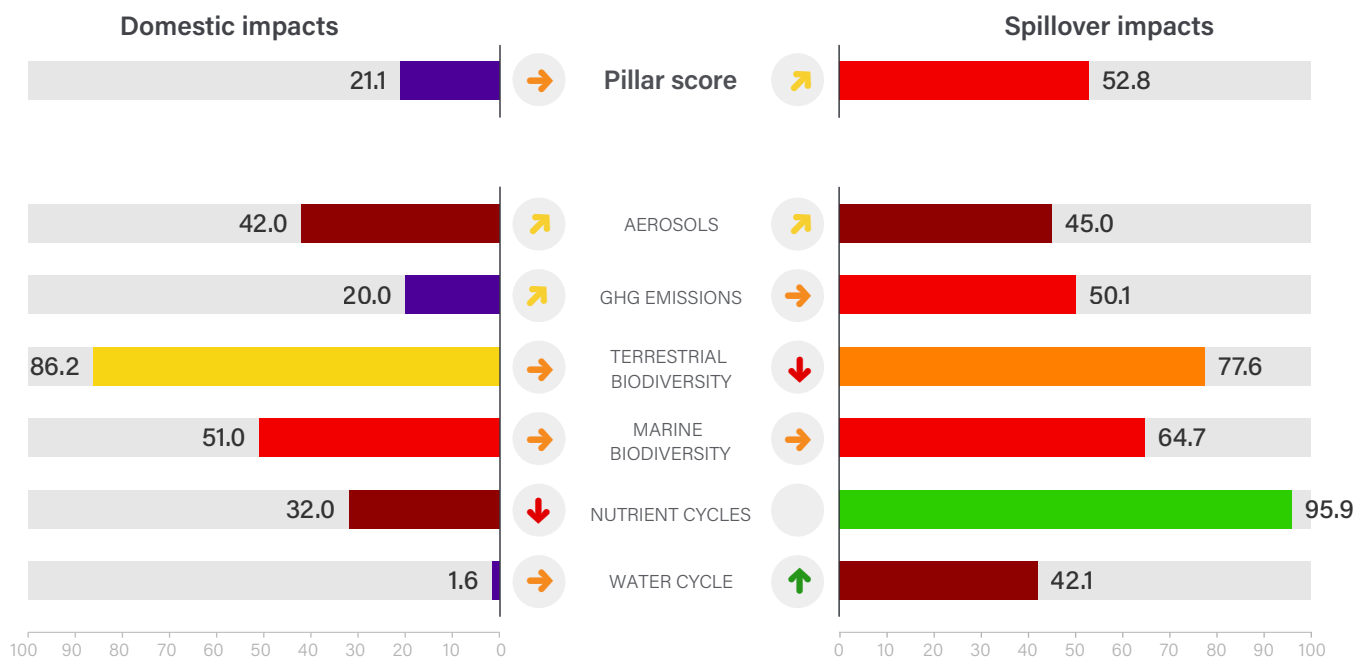 Domestic impacts
Spillover impacts
21.1
Pillar score
52.8
42.0
AEROSOLS
45.0
20.0
GHG EMISSIONS
50.1
86.2
TERRESTRIAL
BIODIVERSITY
77.6
51.0
MARINE
BIODIVERSITY
64.7
32.0
NUTRIENT CYCLES
95.9
1.6
WATER CYCLE
42.1
100 90 80 70 60 50 40 30 20 10 0
0 10 20 30 40 50 60 70 80 90 100